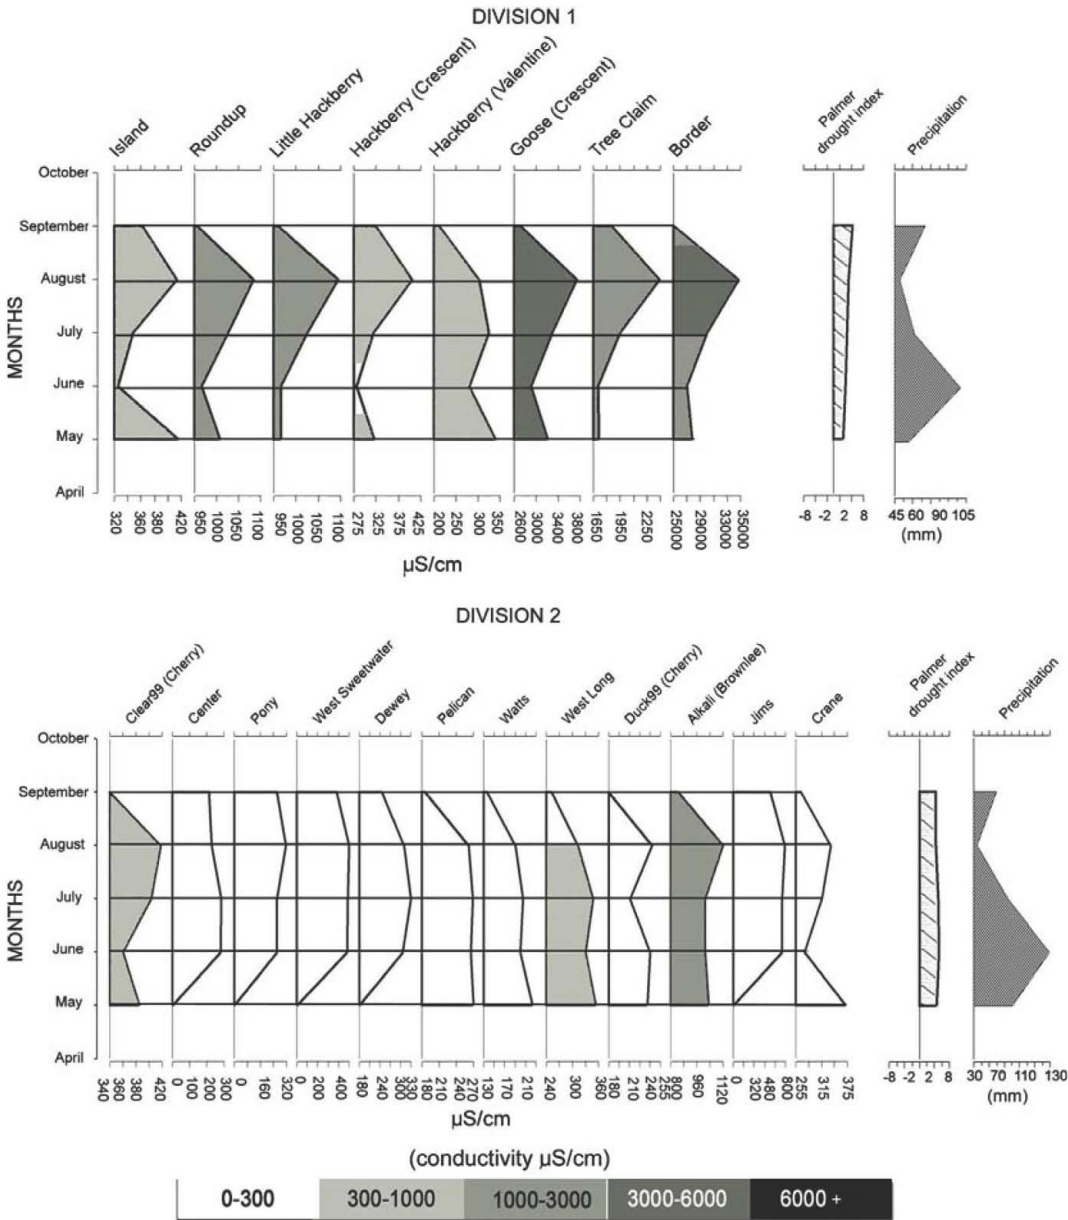 DIVISION 1
Island
Roundup
Little Hackberry
Hackberry (Crescent)
Hackberry (Valentine)
Goose (Crescent)
Tree Claim
Border
Palmer
drought index
Precipitation
October
September
August
July
June
May
April
MONTHS
320 360 420 950 1000 1050 1100 950 1000 1050 1100 275 325 375 425 200 250 300 350 2600 3000 3400 3800 1650 1950 2250 25000 29000 33000 35000
-8 -2 2 8
45 60 90 105
(mm)
µS/cm
DIVISION 2
Clear99 (Cherry)
Center
Pony
West Sweetwater
Dewey
Pelican
Watts
West Long
Duck99 (Cherry)
Alkali (Brownlee)
Jims
Crane
Palmer
drought index
Precipitation
October
September
August
July
June
May
April
MONTHS
340 360 380 420 0 100 200 300 0 160 320 0 200 400 180 240 300 330 180 210 240 270 130 170 210 240 300 360 180 210 240 255 800 960 1120 0 320 480 800 255 315 375
-8 -2 2 8
30 70 110 130
(mm)
µS/cm
(conductivity µS/cm)
0-300 300-1000 1000-3000 3000-6000 6000 +